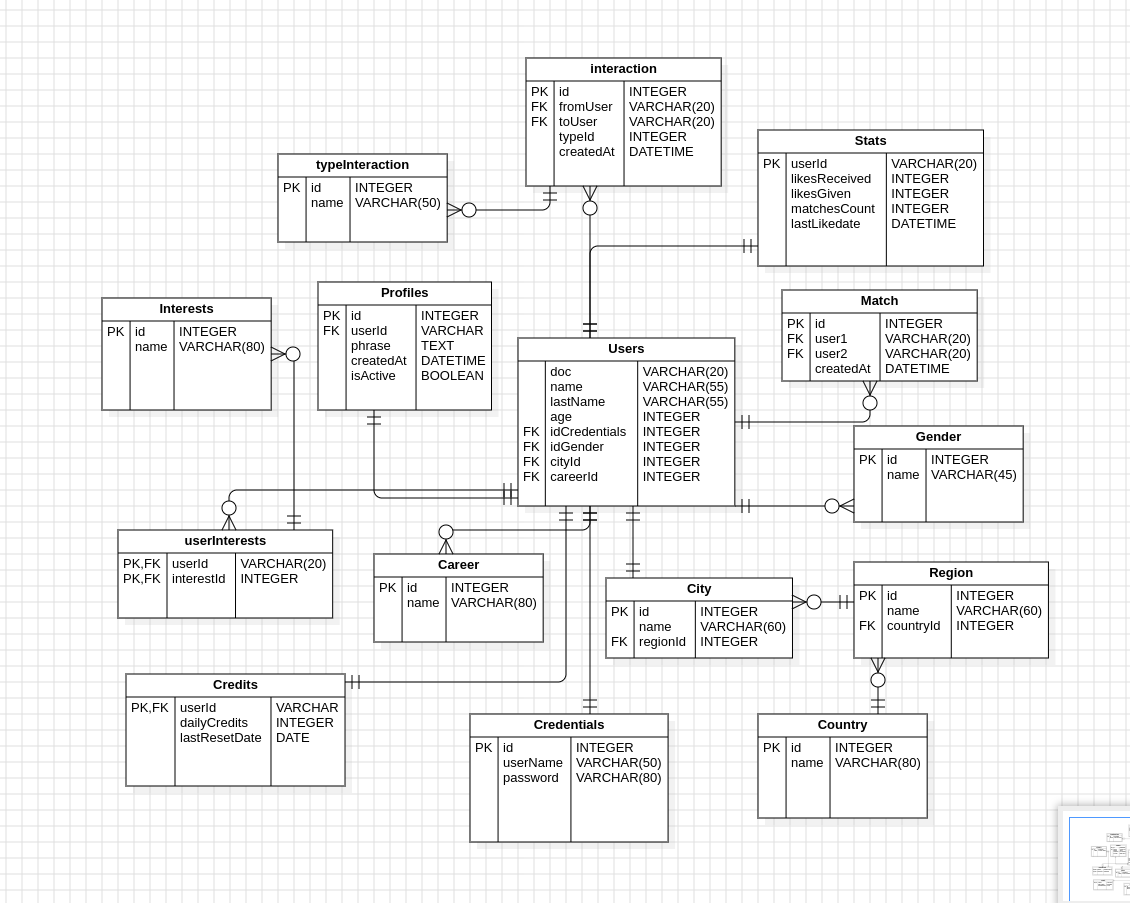 interaction
PK id INTEGER
FK fromUser VARCHAR(20)
FK toUser VARCHAR(20)
typeId INTEGER
createdAt DATETIME
Stats
PK userId VARCHAR(20)
likesReceived INTEGER
likesGiven INTEGER
matchesCount INTEGER
lastLikedate DATETIME
typeInteraction
PK id INTEGER
name VARCHAR(50)
Interests
PK id INTEGER
name VARCHAR(80)
Profiles
PK id INTEGER
FK userId VARCHAR
phrase TEXT
createdAt DATETIME
isActive BOOLEAN
Users
doc VARCHAR(20)
name VARCHAR(55)
lastName VARCHAR(55)
age INTEGER
FK idCredentials INTEGER
FK idGender INTEGER
FK cityId INTEGER
FK careerId INTEGER
Match
PK id INTEGER
FK user1 VARCHAR(20)
FK user2 VARCHAR(20)
createdAt DATETIME
Gender
PK id INTEGER
name VARCHAR(45)
userInterests
PK,FK userId VARCHAR(20)
PK,FK interestId INTEGER
Career
PK id INTEGER
name VARCHAR(80)
City
PK id INTEGER
name VARCHAR(60)
FK regionId INTEGER
Region
PK id INTEGER
name VARCHAR(60)
FK countryId INTEGER
Credits
PK,FK userId VARCHAR
dailyCredits INTEGER
lastResetDate DATE
Credentials
PK id INTEGER
userName VARCHAR(50)
password VARCHAR(80)
Country
PK id INTEGER
name VARCHAR(80)